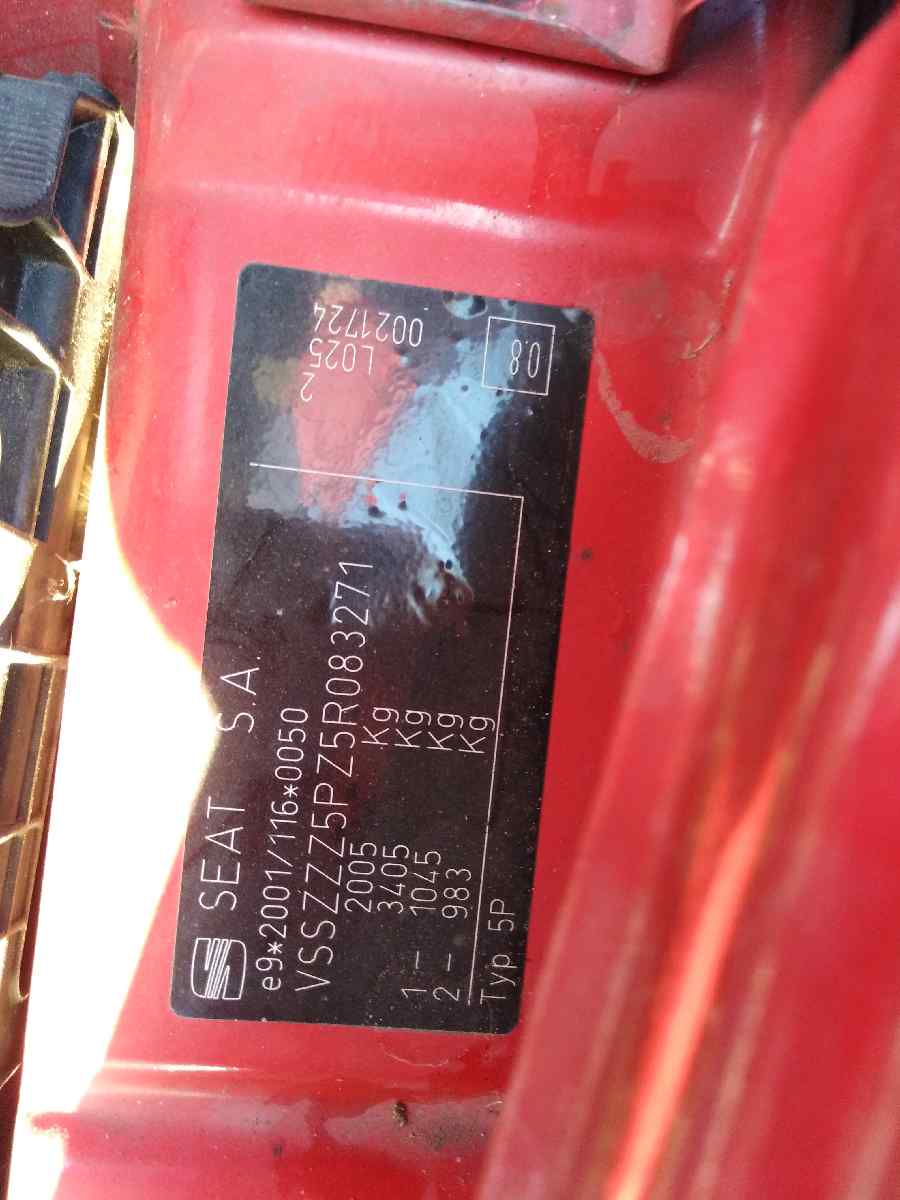 SEAT S.A.
e9*2001/116*0050
VSSZZZ5PZ5R083271
2005 Kg
3405 Kg
1 – 1045 Kg
2 – 983 Kg
Typ 5P
2
L025
0021724
0.8